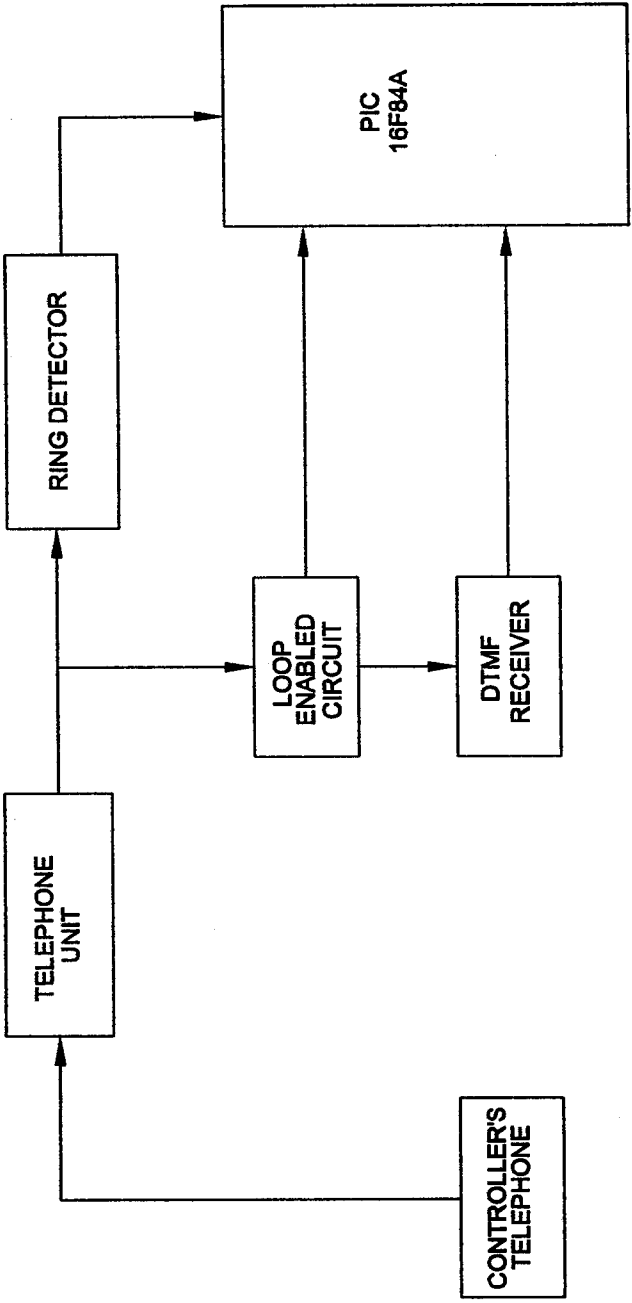 CONTROLLER'S
TELEPHONE
TELEPHONE
UNIT
RING DETECTOR
LOOP
ENABLED
CIRCUIT
DTMF
RECEIVER
PIC
16F84A